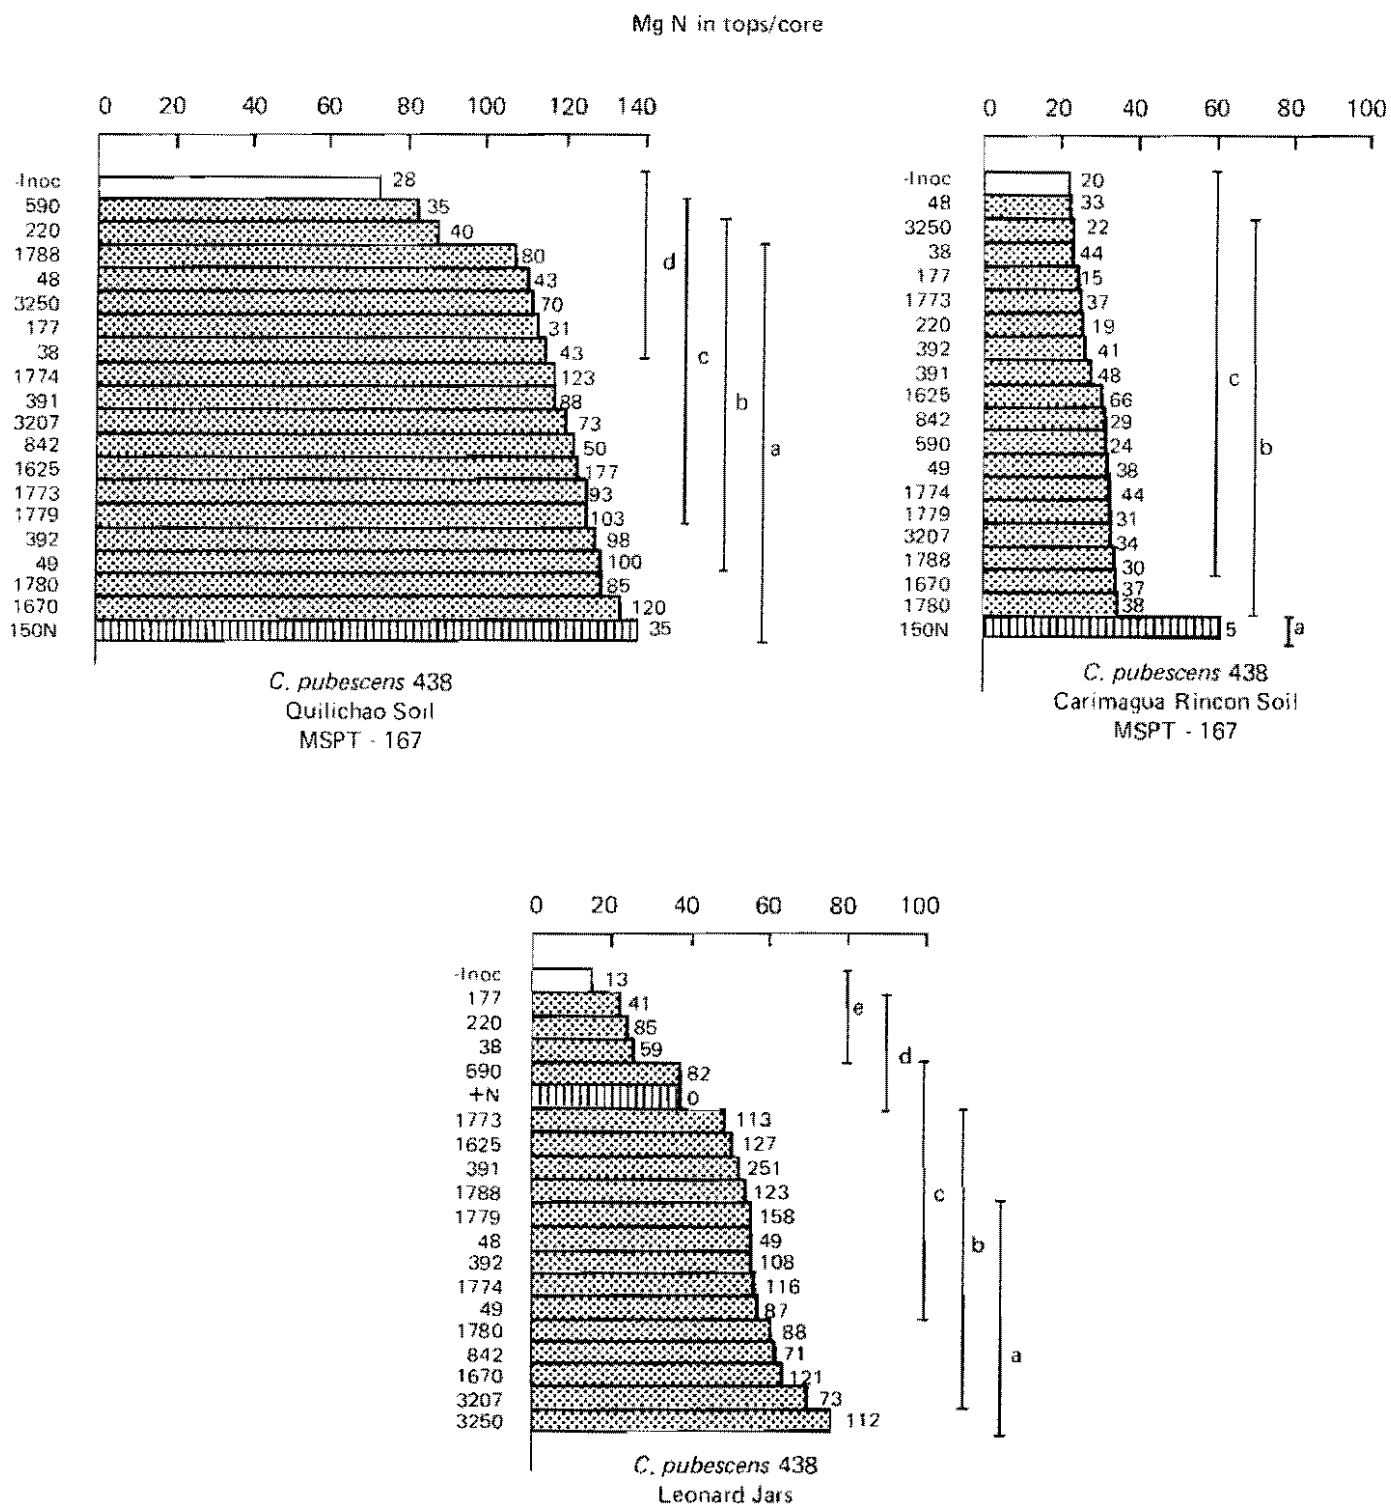 Mg N in tops/core
0 20 40 60 80 100 120 140
-Inoc 28
590 35
220 40
1788 80
48 43
3250 70
177 31
38 43
1774 123
391 88
3207 73
842 50
1625 177
1773 93
1779 103
392 98
49 100
1780 85
1670 120
150N 35
d
c
b
a
C. pubescens 438
Quilichao Soil
MSPT - 167
0 20 40 60 80 100
-Inoc 20
48 33
3250 22
38 44
177 15
1773 37
220 19
392 41
391 48
1625 66
842 29
590 24
49 38
1774 44
1779 31
3207 34
1788 30
1670 37
1780 38
150N 5
c
b
a
C. pubescens 438
Carimagua Rincon Soil
MSPT - 167
0 20 40 60 80 100
-Inoc 13
177 41
220 85
38 59
590 82
+N 0
1773 113
1625 127
391 251
1788 123
1779 158
48 49
392 108
1774 116
49 87
1780 88
842 71
1670 121
3207 73
3250 112
e
d
c
b
a
C. pubescens 438
Leonard Jars